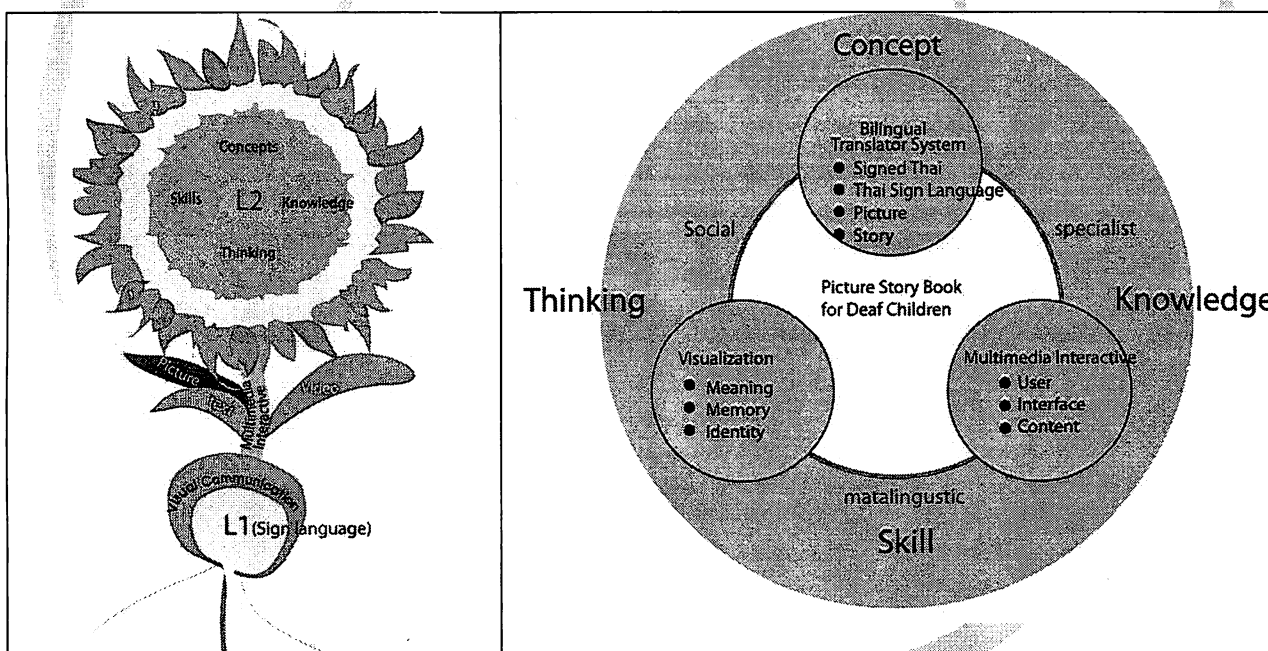 Concepts
Skills
L2
Knowledge
Thinking
Picture
Text
Video
Multimedia
Interactive
Visual Communication
L1 (Sign language)
Concept
Bilingual
Translator System
Signed Thai
Thai Sign Language
Picture
Story
Social
specialist
Thinking
Knowledge
Picture Story Book
for Deaf Children
Visualization
Meaning
Memory
Identity
Multimedia Interactive
User
Interface
Content
matalingustic
Skill